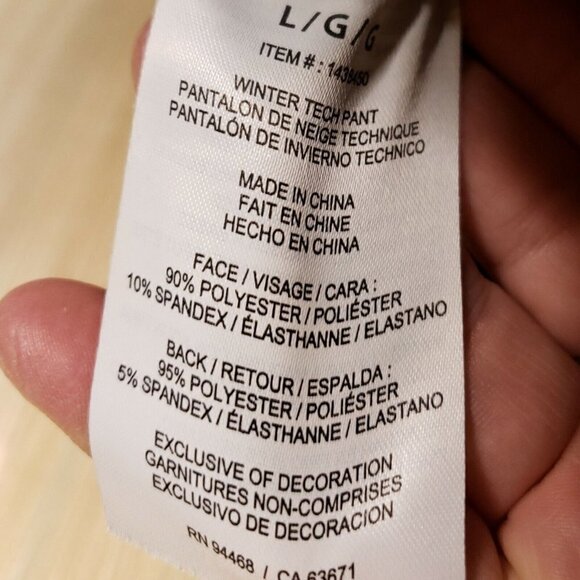 L/G/G
ITEM #:
WINTER TECH PANT
PANTALON DE NEIGE TECHNIQUE
PANTALÓN DE INVIERNO TECHNICO
MADE IN CHINA
FAIT EN CHINE
HECHO EN CHINA
FACE / VISAGE / CARA :
90% POLYESTER / POLIÉSTER
10% SPANDEX / ÉLASTHANNE / ELASTANO
BACK / RETOUR / ESPALDA :
95% POLYESTER / POLIÉSTER
5% SPANDEX / ÉLASTHANNE / ELASTANO
EXCLUSIVE OF DECORATION
GARNITURES NON-COMPRISES
EXCLUSIVO DE DECORACION
RN 94468 / CA 63671